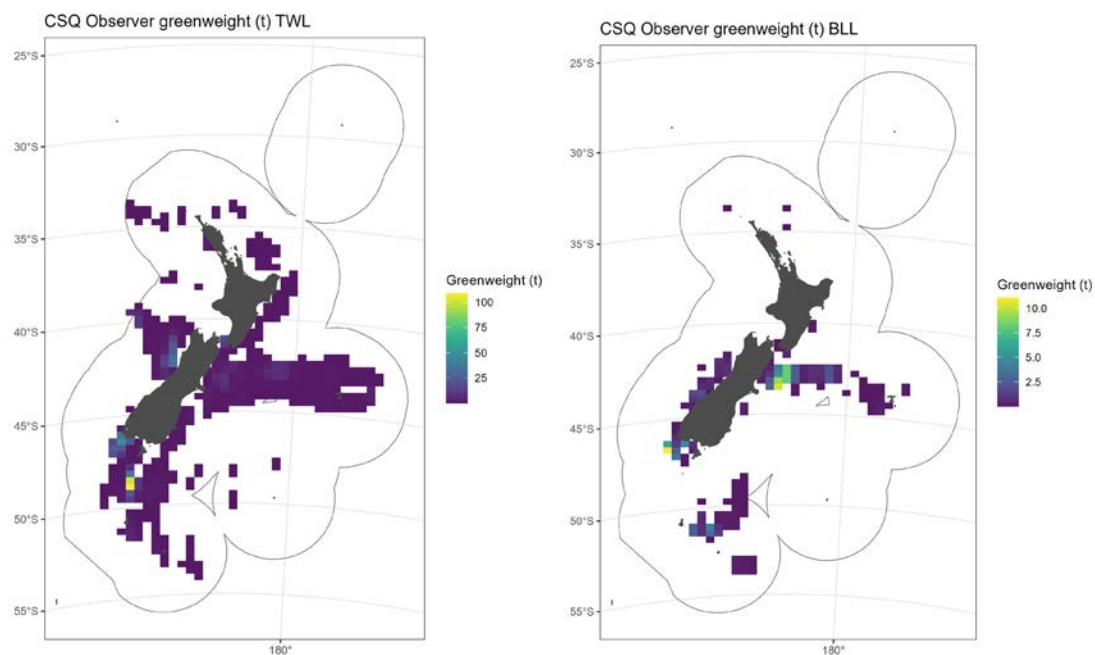 CSQ Observer greenweight (t) TWL
25°S
30°S
35°S
40°S
45°S
50°S
55°S
180°
Greenweight (t)
100
75
50
25
CSQ Observer greenweight (t) BLL
25°S
30°S
35°S
40°S
45°S
50°S
55°S
180°
Greenweight (t)
10.0
7.5
5.0
2.5